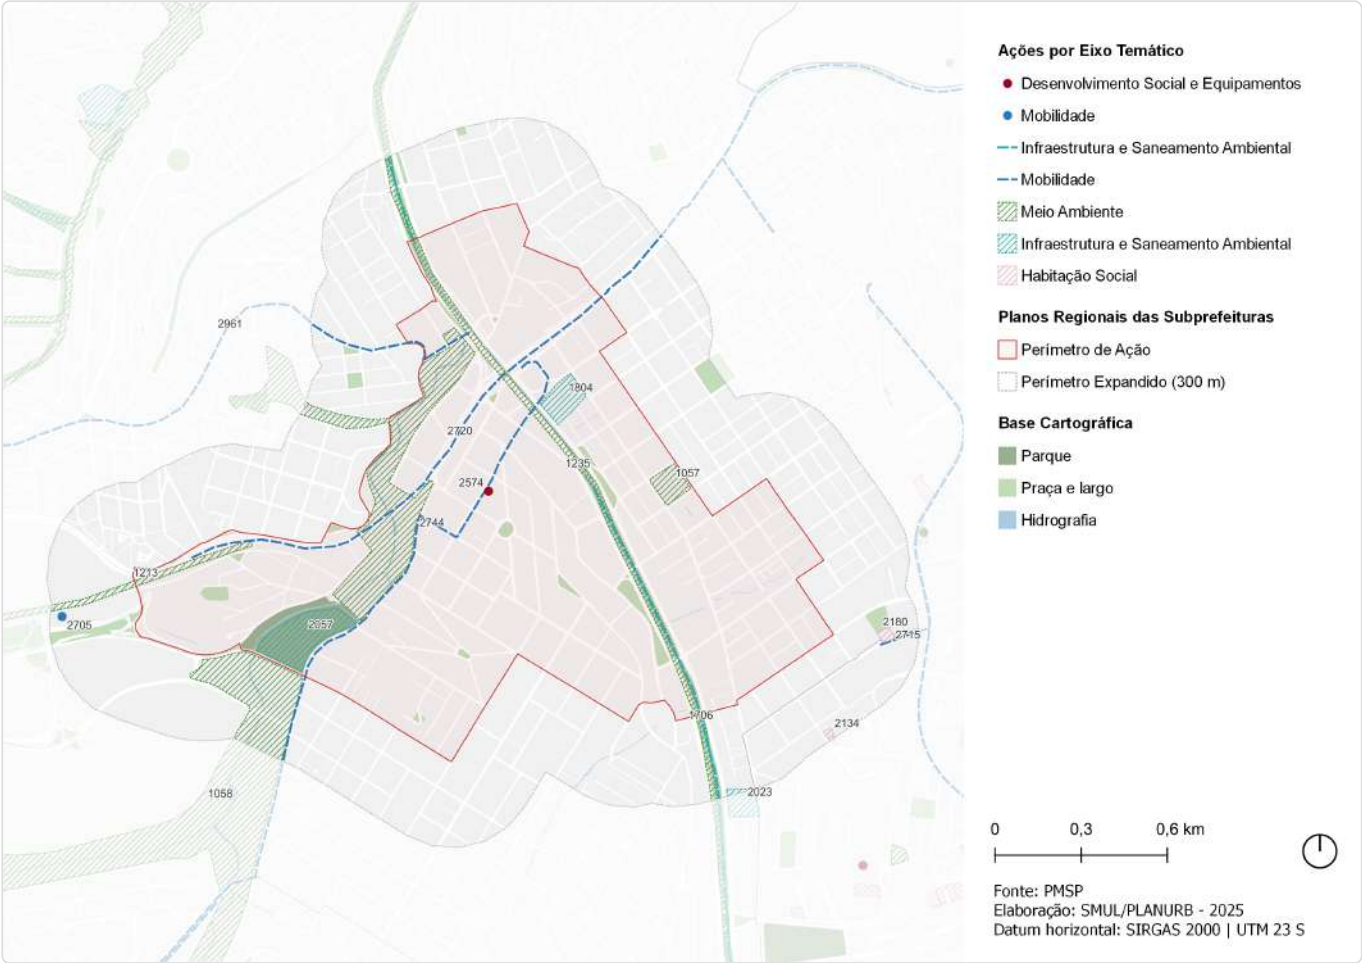 Ações por Eixo Temático
Desenvolvimento Social e Equipamentos
Mobilidade
Infraestrutura e Saneamento Ambiental
Mobilidade
Meio Ambiente
Infraestrutura e Saneamento Ambiental
Habitação Social
Planos Regionais das Subprefeituras
Perímetro de Ação
Perímetro Expandido (300 m)
Base Cartográfica
Parque
Praça e largo
Hidrografia
2961
1804
2720
1235
1057
2574
2744
1213
2705
2057
2180
2715
1706
2134
2023
1058
0 0,3 0,6 km
Fonte: PMSP
Elaboração: SMUL/PLANURB - 2025
Datum horizontal: SIRGAS 2000 | UTM 23 S